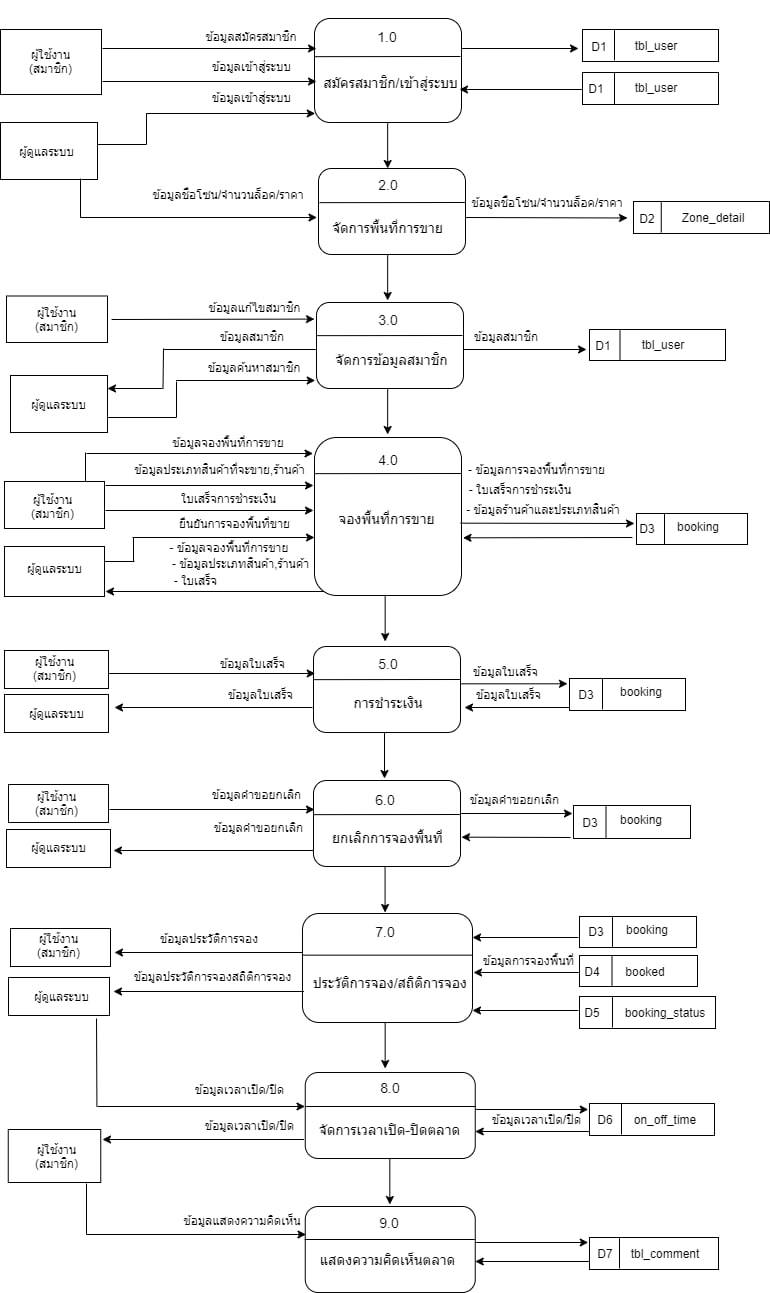 ผู้ใช้งาน
(สมาชิก)
ข้อมูลสมัครสมาชิก
ข้อมูลเข้าสู่ระบบ
ข้อมูลเข้าสู่ระบบ
ผู้ดูแลระบบ
1.0
สมัครสมาชิก/เข้าสู่ระบบ
D1 tbl_user
D1 tbl_user
ข้อมูลชื่อโซน/จำนวนล็อค/ราคา
2.0
จัดการพื้นที่การขาย
ข้อมูลชื่อโซน/จำนวนล็อค/ราคา
D2 Zone_detail
ผู้ใช้งาน
(สมาชิก)
ข้อมูลแก้ไขสมาชิก
ข้อมูลสมาชิก
ข้อมูลค้นหาสมาชิก
ผู้ดูแลระบบ
3.0
จัดการข้อมูลสมาชิก
ข้อมูลสมาชิก
D1 tbl_user
ข้อมูลจองพื้นที่การขาย
ข้อมูลประเภทสินค้าที่จะขาย,ร้านค้า
ผู้ใช้งาน
(สมาชิก)
ใบเสร็จการชำระเงิน
ยืนยันการจองพื้นที่ขาย
ผู้ดูแลระบบ
- ข้อมูลจองพื้นที่การขาย
- ข้อมูลประเภทสินค้า,ร้านค้า
- ใบเสร็จ
4.0
จองพื้นที่การขาย
- ข้อมูลการจองพื้นที่การขาย
- ใบเสร็จการชำระเงิน
- ข้อมูลร้านค้าและประเภทสินค้า
D3 booking
ผู้ใช้งาน
(สมาชิก)
ข้อมูลใบเสร็จ
ข้อมูลใบเสร็จ
ผู้ดูแลระบบ
5.0
การชำระเงิน
ข้อมูลใบเสร็จ
ข้อมูลใบเสร็จ
D3 booking
ผู้ใช้งาน
(สมาชิก)
ข้อมูลคำขอยกเลิก
ข้อมูลคำขอยกเลิก
ผู้ดูแลระบบ
6.0
ยกเลิกการจองพื้นที่
ข้อมูลคำขอยกเลิก
D3 booking
ผู้ใช้งาน
(สมาชิก)
ข้อมูลประวัติการจอง
ข้อมูลประวัติการจองสถิติการจอง
ผู้ดูแลระบบ
7.0
ประวัติการจอง/สถิติการจอง
D3 booking
ข้อมูลการจองพื้นที่
D4 booked
D5 booking_status
ข้อมูลเวลาเปิด/ปิด
ข้อมูลเวลาเปิด/ปิด
8.0
จัดการเวลาเปิด-ปิดตลาด
ข้อมูลเวลาเปิด/ปิด
D6 on_off_time
ผู้ใช้งาน
(สมาชิก)
ข้อมูลแสดงความคิดเห็น
9.0
แสดงความคิดเห็นตลาด
D7 tbl_comment